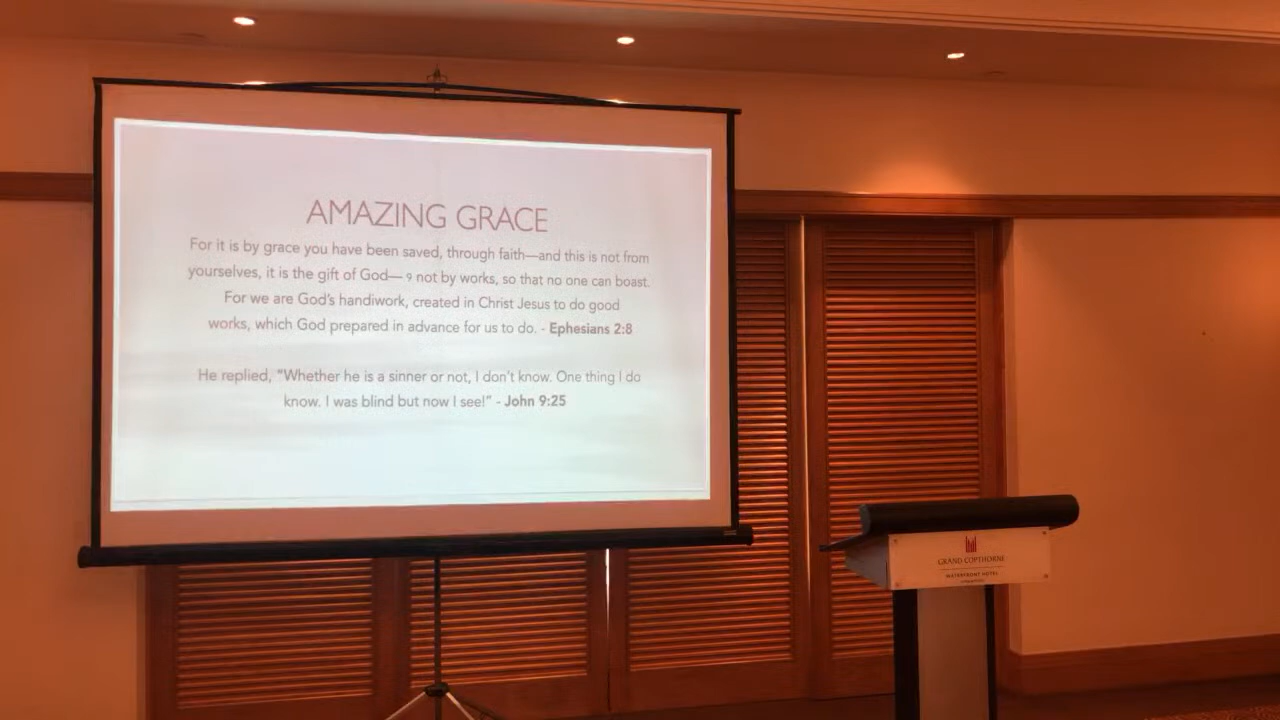 AMAZING GRACE
For it is by grace you have been saved, through faith—and this is not from
yourselves, it is the gift of God— 9 not by works, so that no one can boast.
For we are God's handiwork, created in Christ Jesus to do good
works, which God prepared in advance for us to do. - Ephesians 2:8
He replied, "Whether he is a sinner or not, I don't know. One thing I do
know. I was blind but now I see!" - John 9:25
GRAND COPTHORNE
WATERFRONT HOTEL